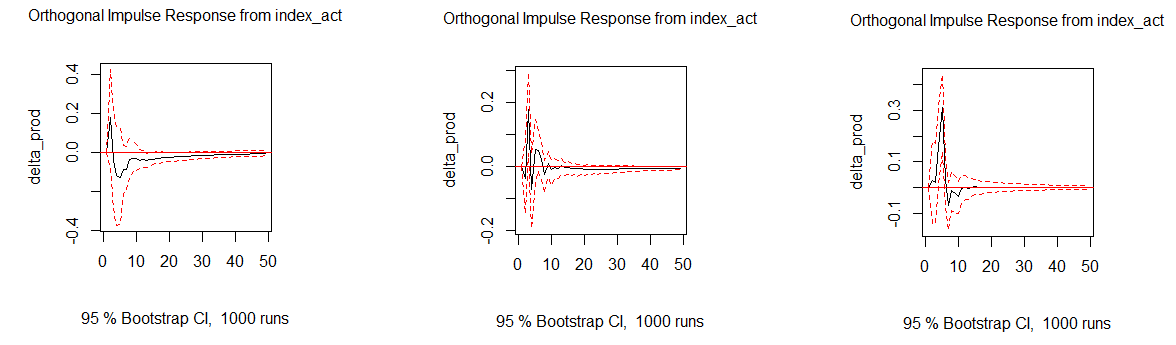 Orthogonal Impulse Response from index_act
delta_prod
0.4
0.2
0.0
-0.4
0 10 20 30 40 50
95 % Bootstrap CI, 1000 runs
Orthogonal Impulse Response from index_act
delta_prod
0.2
0.0
-0.2
0 10 20 30 40 50
95 % Bootstrap CI, 1000 runs
Orthogonal Impulse Response from index_act
delta_prod
0.3
0.1
-0.1
0 10 20 30 40 50
95 % Bootstrap CI, 1000 runs